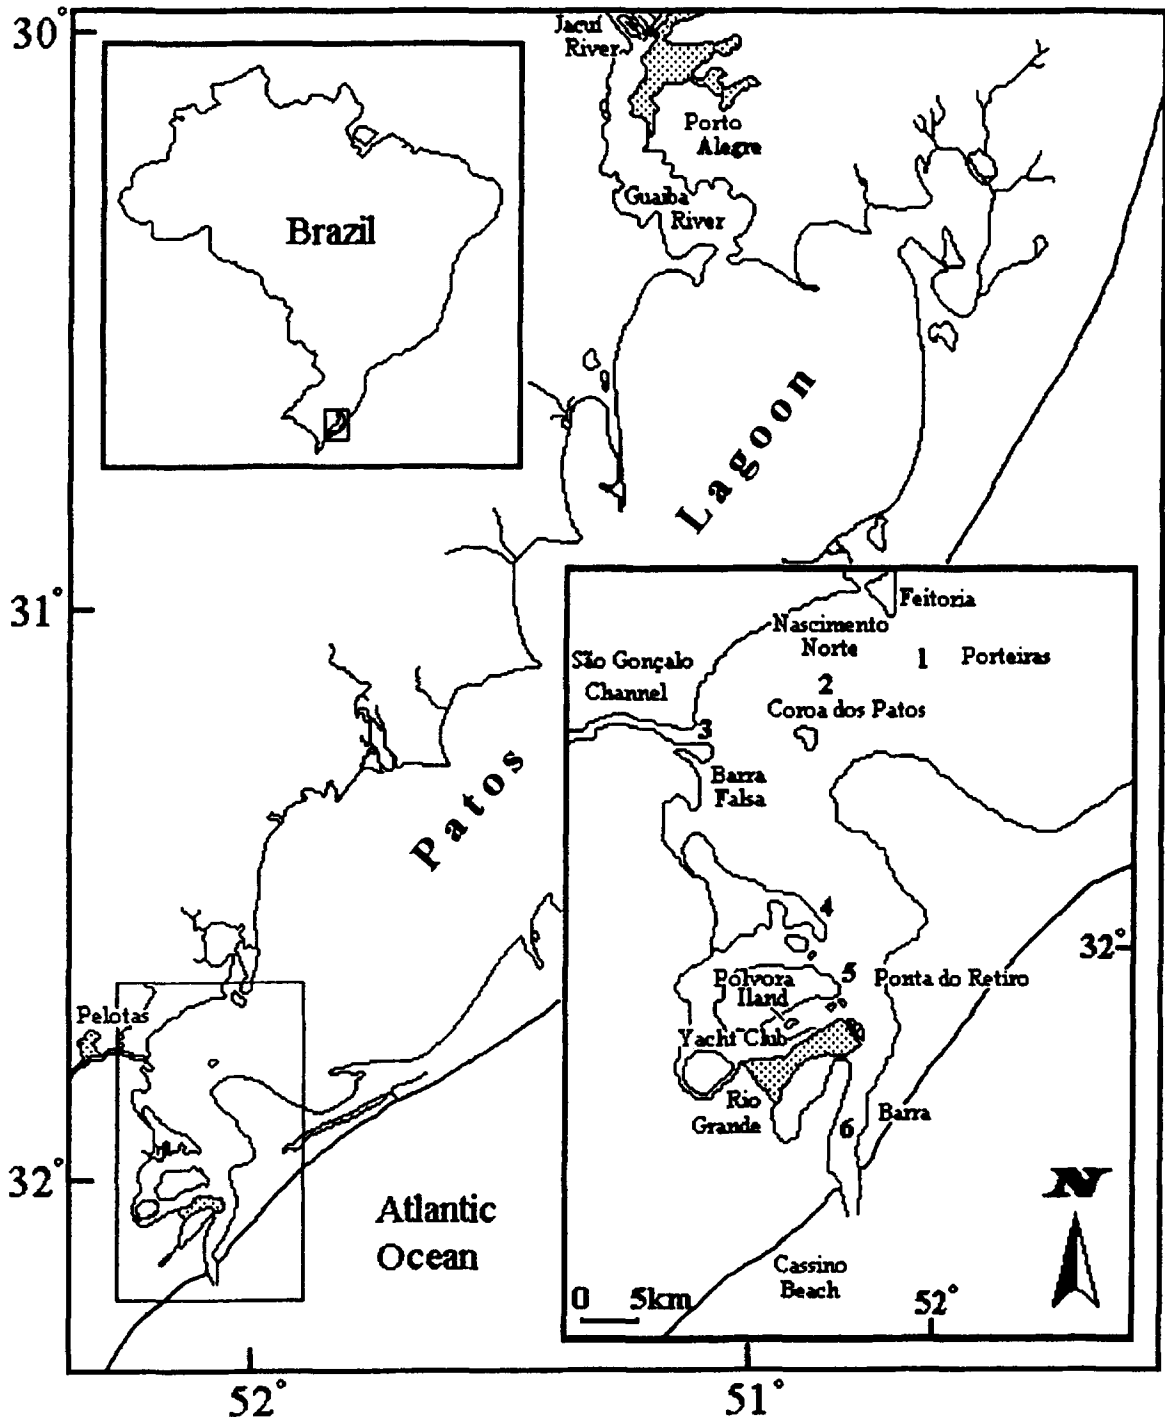 30°
Jacuí
River
Porto
Alegre
Guaiba
River
Brazil
Lagoon
31°
Patos
Feitoria
Nascimento
Norte
1 Porteiras
São Gonçalo
Channel
2
Coroa dos Patos
3
Barra
Falsa
4
32°
5
Pólvora
Iland
Ponta do Retiro
Yacht Club
Rio
Grande
Barra
6
N
Cassino
Beach
0 5km
52°
Pelotas
32°
Atlantic
Ocean
52°
51°